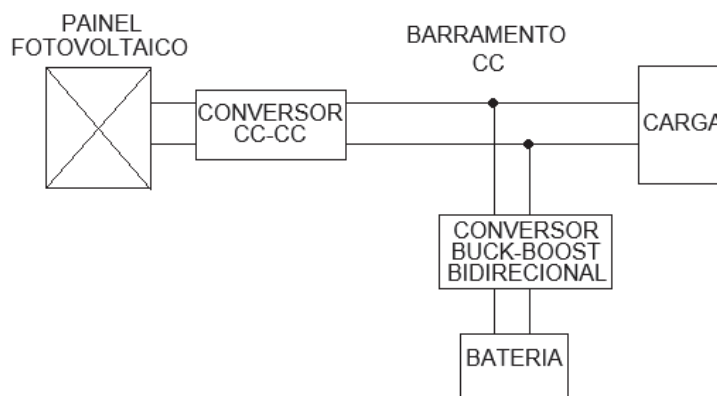 PAINEL
FOTOVOLTAICO
CONVERSOR
CC-CC
BARRAMENTO
CC
CARGA
CONVERSOR
BUCK-BOOST
BIDIRECIONAL
BATERIA